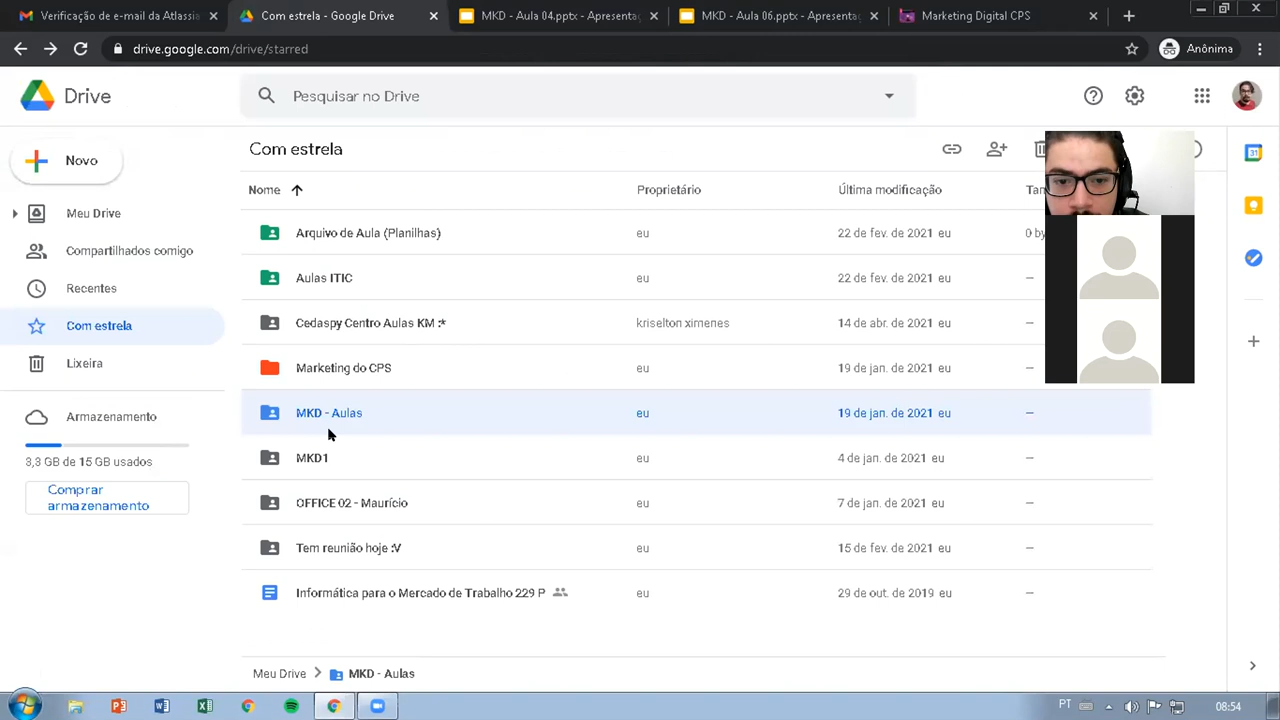 Verificação de e-mail da Atlassia
Com estrela - Google Drive
MKD - Aula 04.pptx - Apresentaç
MKD - Aula 06.pptx - Apresentaç
Marketing Digital CPS
drive.google.com/drive/starred
Anônima
Drive
Pesquisar no Drive
Novo
Meu Drive
Compartilhados comigo
Recentes
Com estrela
Lixeira
Armazenamento
3,3 GB de 15 GB usados
Comprar
armazenamento
Com estrela
Nome Proprietário Última modificação Tam
Arquivo de Aula (Planilhas) eu 22 de fev. de 2021 eu 0 by
Aulas ITIC eu 22 de fev. de 2021 eu —
Cedaspy Centro Aulas KM :* kriselton ximenes 14 de abr. de 2021 eu —
Marketing do CPS eu 19 de jan. de 2021 eu —
MKD - Aulas eu 19 de jan. de 2021 eu —
MKD1 eu 4 de jan. de 2021 eu —
OFFICE 02 - Maurício eu 7 de jan. de 2021 eu —
Tem reunião hoje :V eu 15 de fev. de 2021 eu —
Informática para o Mercado de Trabalho 229 P eu 29 de out. de 2019 eu —
Meu Drive MKD - Aulas
PT 08:54